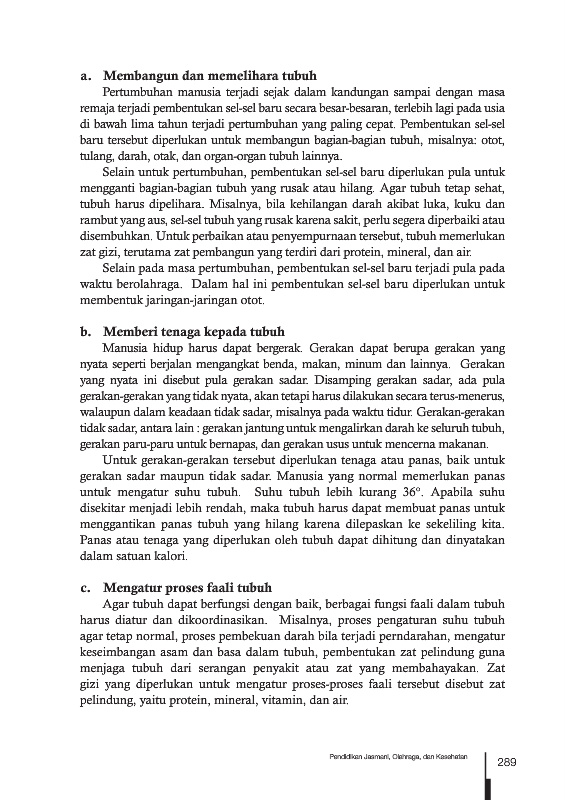 a. Membangun dan memelihara tubuh
Pertumbuhan manusia terjadi sejak dalam kandungan sampai dengan masa
remaja terjadi pembentukan sel-sel baru secara besar-besaran, terlebih lagi pada usia
di bawah lima tahun terjadi pertumbuhan yang paling cepat. Pembentukan sel-sel
baru tersebut diperlukan untuk membangun bagian-bagian tubuh, misalnya: otot,
tulang, darah, otak, dan organ-organ tubuh lainnya.
Selain untuk pertumbuhan, pembentukan sel-sel baru diperlukan pula untuk
mengganti bagian-bagian tubuh yang rusak atau hilang. Agar tubuh tetap sehat,
tubuh harus dipelihara. Misalnya, bila kehilangan darah akibat luka, kuku dan
rambut yang aus, sel-sel tubuh yang rusak karena sakit, perlu segera diperbaiki atau
disembuhkan. Untuk perbaikan atau penyempurnaan tersebut, tubuh memerlukan
zat gizi, terutama zat pembangun yang terdiri dari protein, mineral, dan air.
Selain pada masa pertumbuhan, pembentukan sel-sel baru terjadi pula pada
waktu berolahraga. Dalam hal ini pembentukan sel-sel baru diperlukan untuk
membentuk jaringan-jaringan otot.
b. Memberi tenaga kepada tubuh
Manusia hidup harus dapat bergerak. Gerakan dapat berupa gerakan yang
nyata seperti berjalan mengangkat benda, makan, minum dan lainnya. Gerakan
yang nyata ini disebut pula gerakan sadar. Disamping gerakan sadar, ada pula
gerakan-gerakan yang tidak nyata, akan tetapi harus dilakukan secara terus-menerus,
walaupun dalam keadaan tidak sadar, misalnya pada waktu tidur. Gerakan-gerakan
tidak sadar, antara lain : gerakan jantung untuk mengalirkan darah ke seluruh tubuh,
gerakan paru-paru untuk bernapas, dan gerakan usus untuk mencerna makanan.
Untuk gerakan-gerakan tersebut diperlukan tenaga atau panas, baik untuk
gerakan sadar maupun tidak sadar. Manusia yang normal memerlukan panas
untuk mengatur suhu tubuh. Suhu tubuh lebih kurang 36°. Apabila suhu
disekitar menjadi lebih rendah, maka tubuh harus dapat membuat panas untuk
menggantikan panas tubuh yang hilang karena dilepaskan ke sekeliling kita.
Panas atau tenaga yang diperlukan oleh tubuh dapat dihitung dan dinyatakan
dalam satuan kalori.
c. Mengatur proses faali tubuh
Agar tubuh dapat berfungsi dengan baik, berbagai fungsi faali dalam tubuh
harus diatur dan dikoordinasikan. Misalnya, proses pengaturan suhu tubuh
agar tetap normal, proses pembekuan darah bila terjadi perndarahan, mengatur
keseimbangan asam dan basa dalam tubuh, pembentukan zat pelindung guna
menjaga tubuh dari serangan penyakit atau zat yang membahayakan. Zat
gizi yang diperlukan untuk mengatur proses-proses faali tersebut disebut zat
pelindung, yaitu protein, mineral, vitamin, dan air.
Pendidikan Jasmani, Olahraga, dan Kesehatan
289